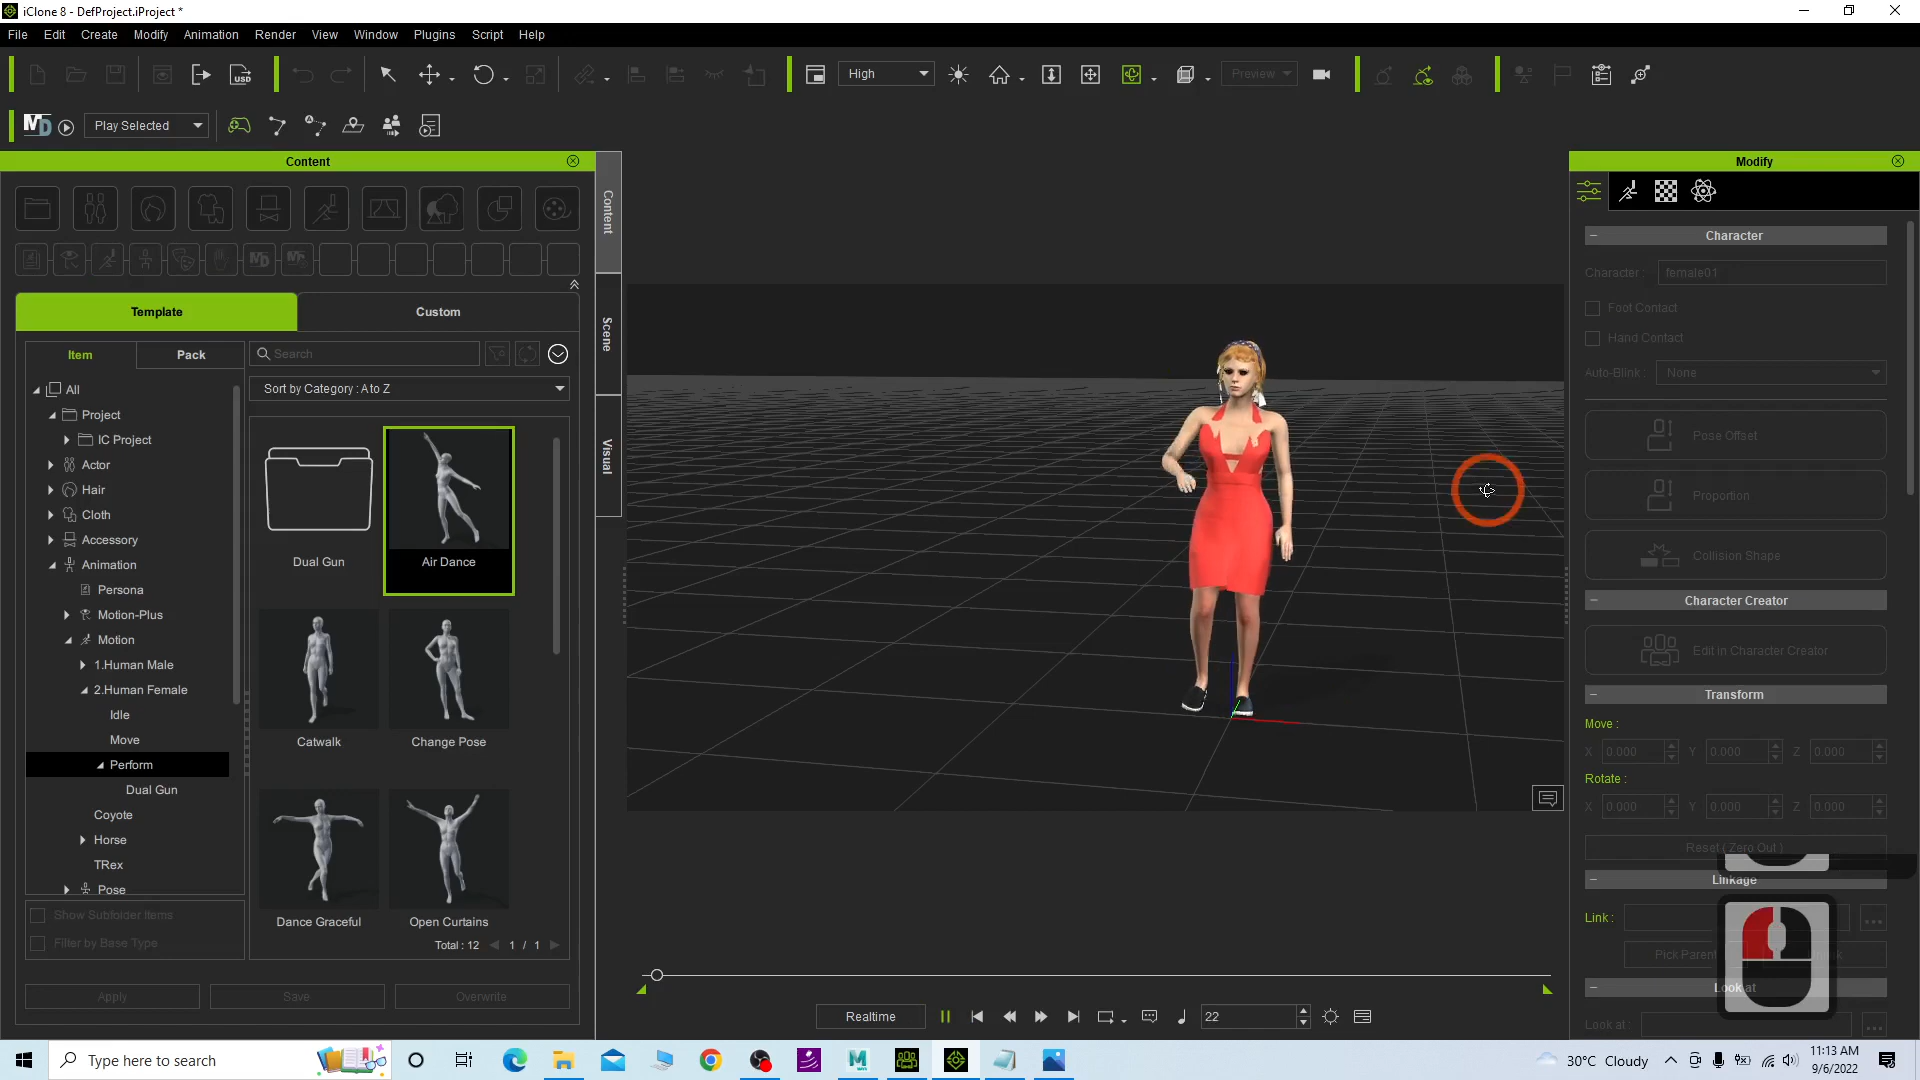 iClone 8 - DefProject.iProject *
File Edit Create Modify Animation Render View Window Plugins Script Help
USD
High
Preview
MD
Play Selected
Content
Modify
MD
Content
Scene
Visual
Template
Custom
Item
Pack
Search
Sort by Category : A to Z
All
Project
IC Project
Actor
Hair
Cloth
Accessory
Animation
Persona
Motion-Plus
Motion
1.Human Male
2.Human Female
Idle
Move
Perform
Dual Gun
Coyote
Horse
TRex
Pose
Show Subfolder Items
Filter by Base Type
Dual Gun
Air Dance
Catwalk
Change Pose
Dance Graceful
Open Curtains
Total : 12 1 / 1
Apply
Save
Overwrite
Realtime
22
Character
Character : female01
Foot Contact
Hand Contact
Auto-Blink : None
Pose Offset
Proportion
Collision Shape
Character Creator
Edit in Character Creator
Transform
Move :
X 0.000 Y 0.000 Z 0.000
Rotate :
X 0.000 Y 0.000 Z 0.000
Reset ( Zero Out )
Linkage
Link :
Pick Parent
Look at
Look at :
Type here to search
30°C Cloudy
11:13 AM
9/6/2022